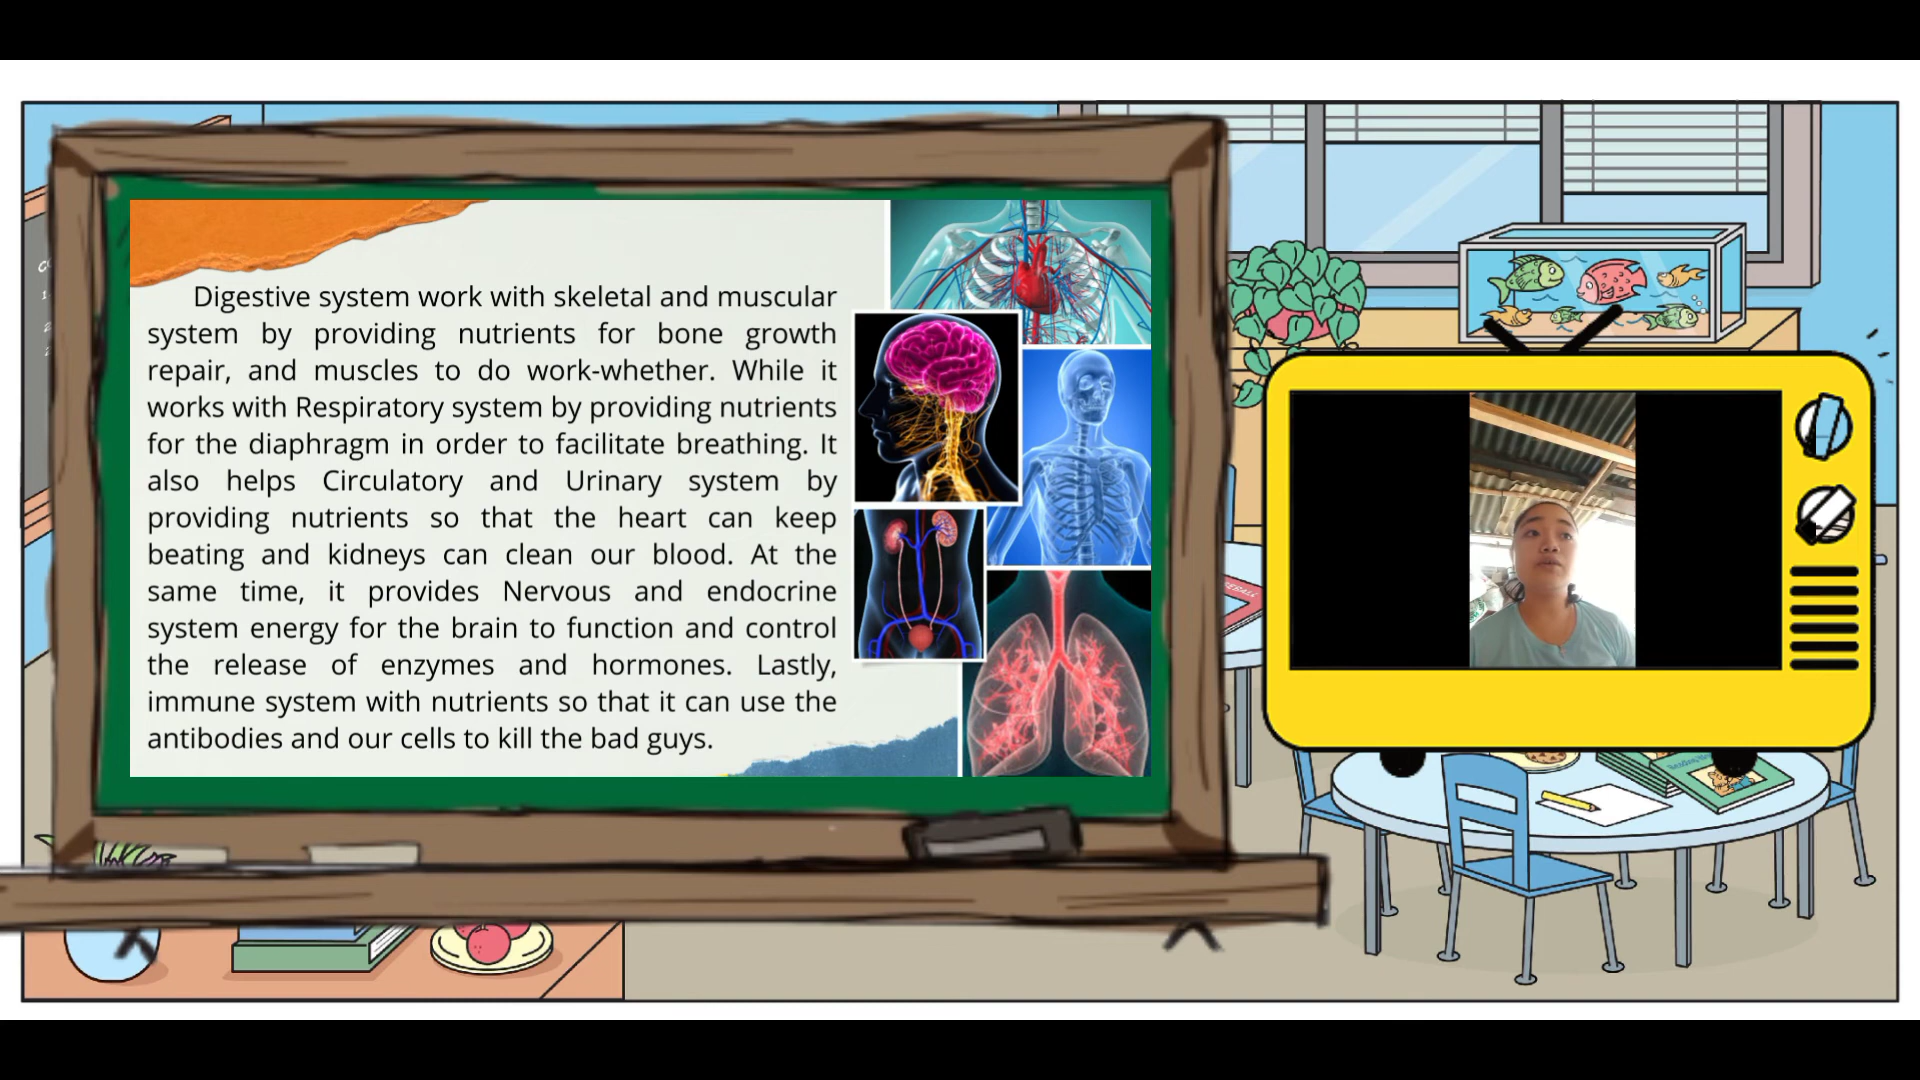 Digestive system work with skeletal and muscular
system by providing nutrients for bone growth
repair, and muscles to do work-whether. While it
works with Respiratory system by providing nutrients
for the diaphragm in order to facilitate breathing. It
also helps Circulatory and Urinary system by
providing nutrients so that the heart can keep
beating and kidneys can clean our blood. At the
same time, it provides Nervous and endocrine
system energy for the brain to function and control
the release of enzymes and hormones. Lastly,
immune system with nutrients so that it can use the
antibodies and our cells to kill the bad guys.